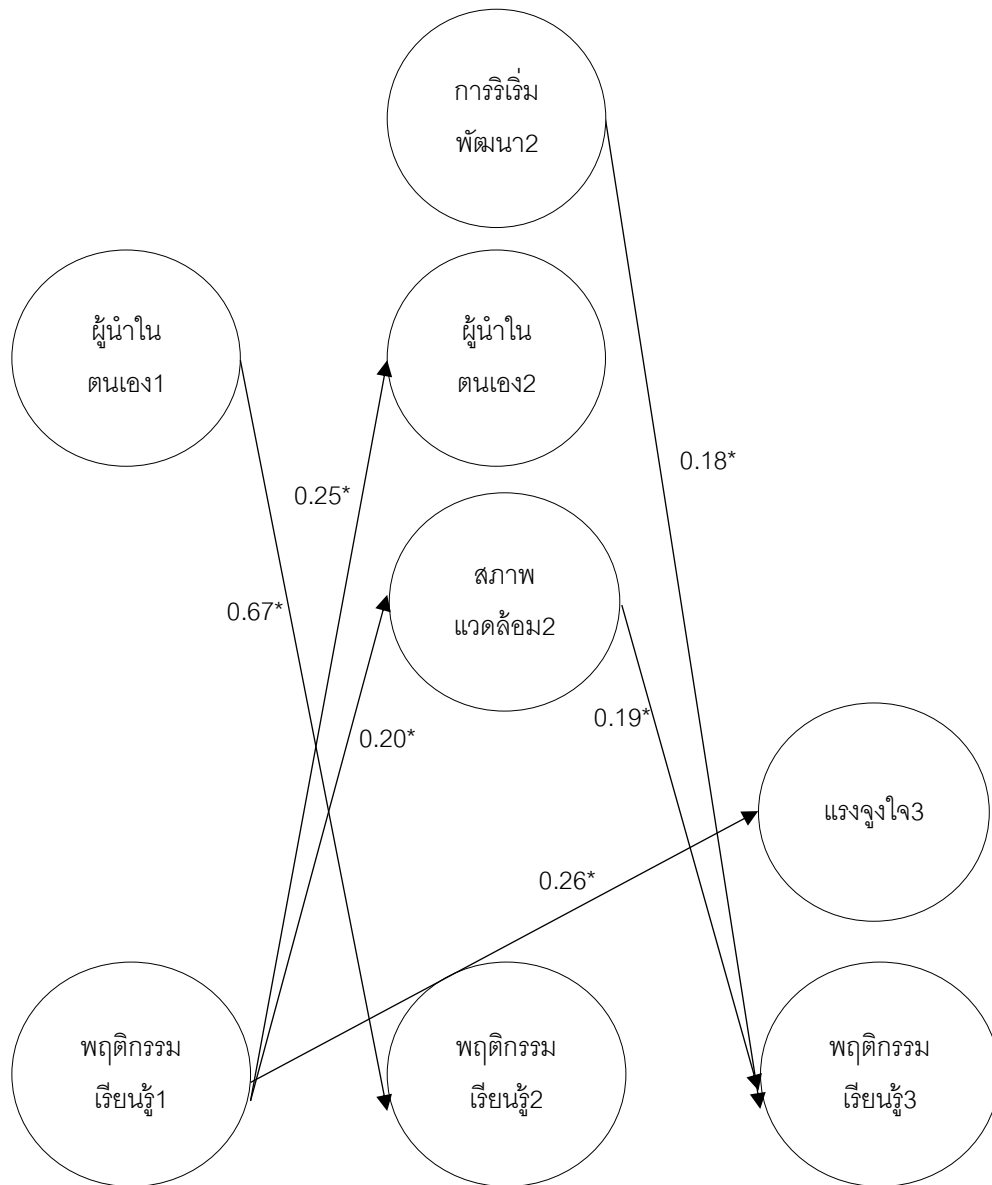 การริเริ่ม
พัฒนา2
ผู้นำใน
ตนเอง1
ผู้นำใน
ตนเอง2
0.18*
0.25*
สภาพ
แวดล้อม2
0.67*
0.19*
0.20*
แรงจูงใจ3
0.26*
พฤติกรรม
เรียนรู้1
พฤติกรรม
เรียนรู้2
พฤติกรรม
เรียนรู้3